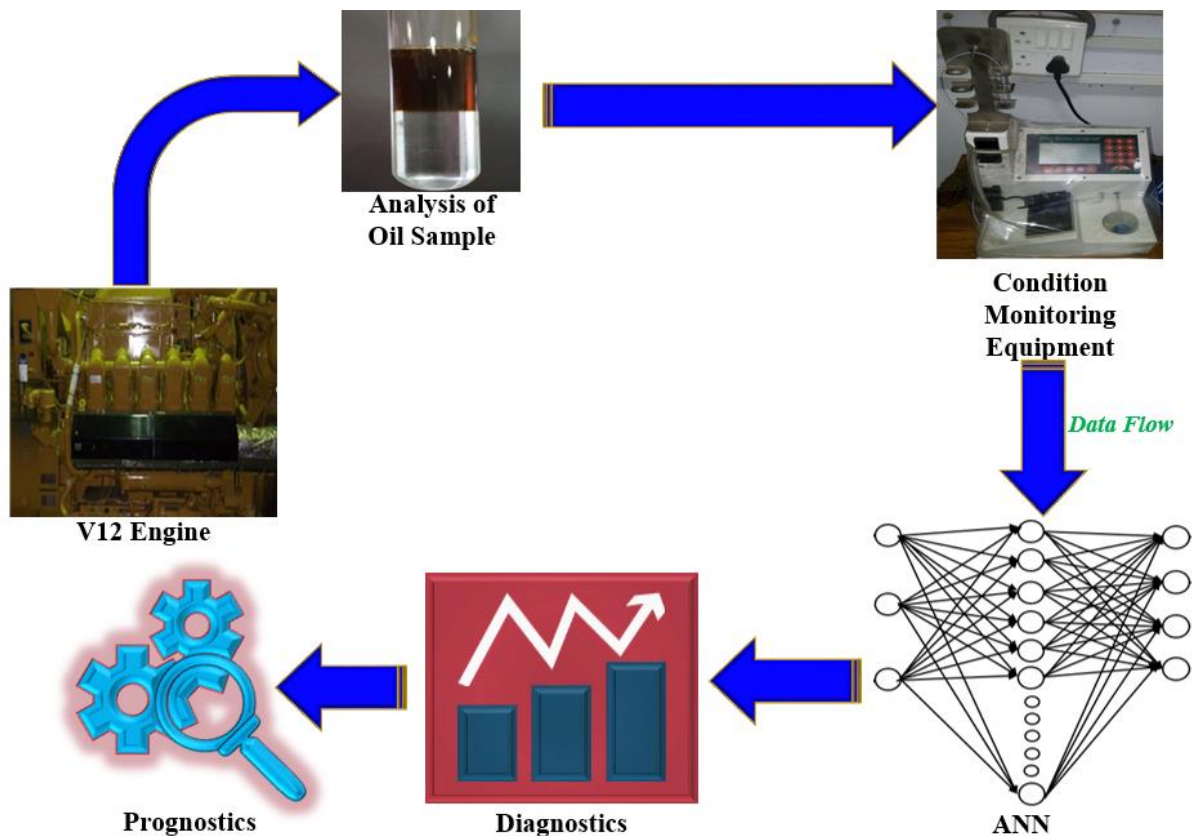 Analysis of
Oil Sample
Condition
Monitoring
Equipment
Data Flow
V12 Engine
Prognostics
Diagnostics
ANN